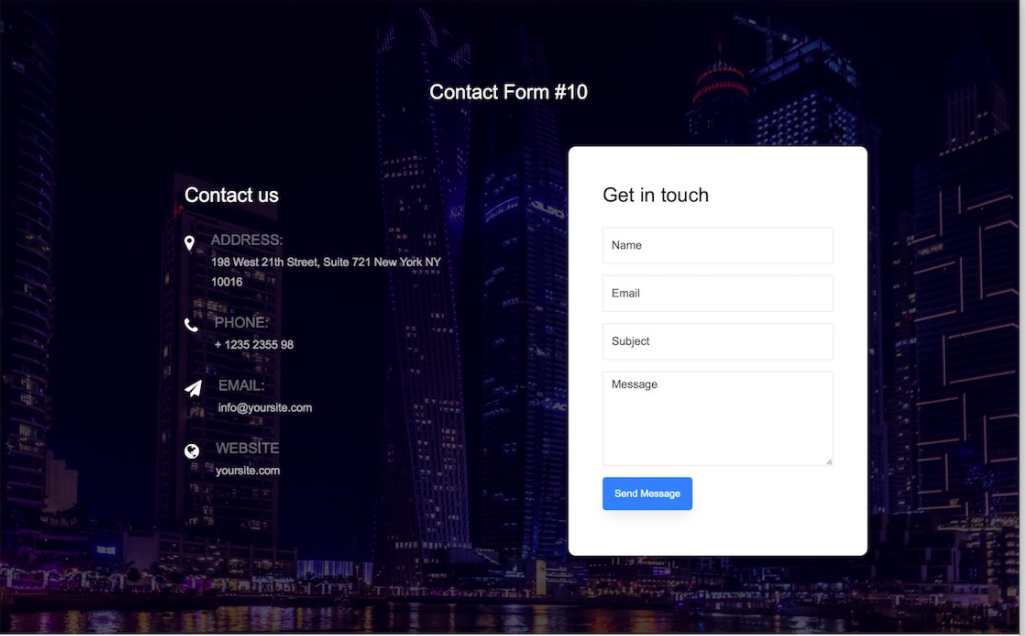 Contact Form #10
Contact us
ADDRESS:
198 West 21th Street, Suite 721 New York NY
10016
PHONE:
+ 1235 2355 98
EMAIL:
info@yoursite.com
WEBSITE
yoursite.com
Get in touch
Name
Email
Subject
Message
Send Message